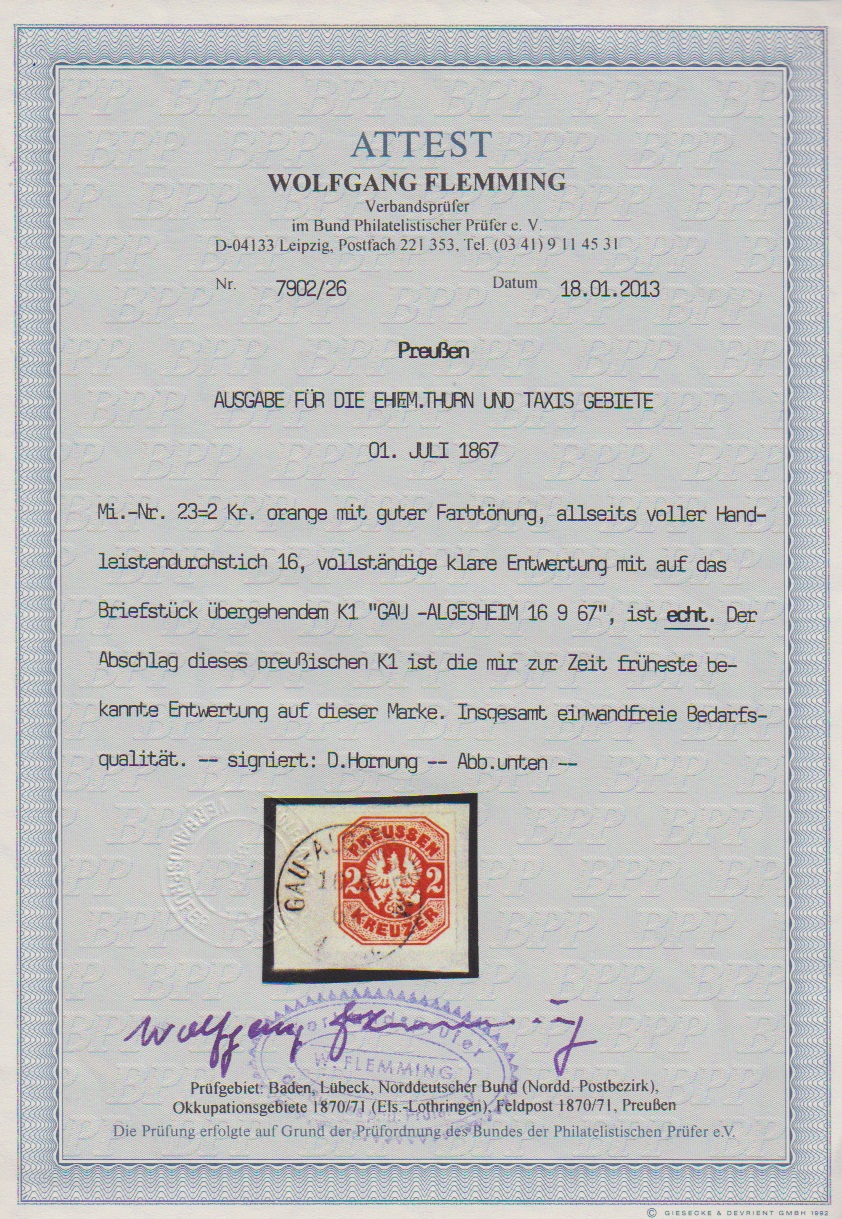 ATTEST
WOLFGANG FLEMMING
Verbandsprüfer
im Bund Philatelistischer Prüfer e. V.
D-04133 Leipzig, Postfach 221 353, Tel. (03 41) 9 11 45 31
Nr. 7902/26 Datum 18.01.2013
Preußen
AUSGABE FÜR DIE EHEM.THURN UND TAXIS GEBIETE
01. JULI 1867
Mi.-Nr. 23=2 Kr. orange mit guter Farbtönung, allseits voller Hand-
leistendurchstich 16, vollständige klare Entwertung mit auf das
Briefstück übergehendem K1 "GAU -ALGESHEIM 16 9 67", ist echt. Der
Abschlag dieses preußischen K1 ist die mir zur Zeit früheste be-
kannte Entwertung auf dieser Marke. Insgesamt einwandfreie Bedarfs-
qualität. -- signiert: D.Hornung -- Abb.unten --
VERBANDSPRÜFER
GAU-AL
PREUSSEN
2 2
KREUZER
Wolfgang Flemming
W. FLEMMING
Prüfgebiet: Baden, Lübeck, Norddeutscher Bund (Nordd. Postbezirk),
Okkupationsgebiete 1870/71 (Els.-Lothringen), Feldpost 1870/71, Preußen
Die Prüfung erfolgte auf Grund der Prüfordnung des Bundes der Philatelistischen Prüfer e.V.
© GIESECKE & DEVRIENT GMBH 1992